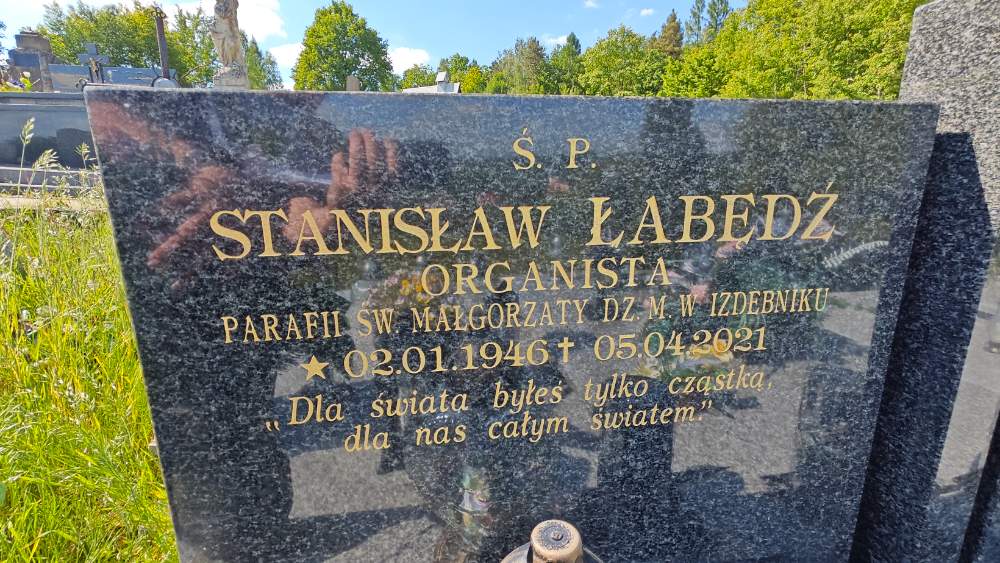 Ś. P.
STANISŁAW ŁABĘDŹ
ORGANISTA
PARAFII ŚW. MAŁGORZATY DZ. M. W IZDEBNIKU
02.01.1946 05.04.2021
„Dla świata byłeś tylko cząstką,
dla nas całym światem."